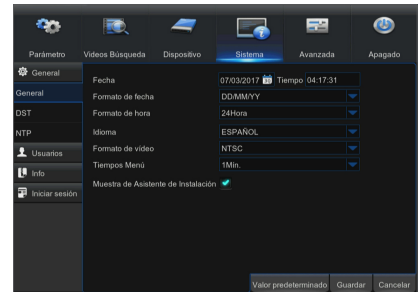 Parámetro Videos Búsqueda Dispositivo Sistema Avanzada Apagado
General
General
DST
NTP
Usuarios
Info
Iniciar sesión
Fecha 07/03/2017 Tiempo 04:17:31
Formato de fecha DD/MM/YY
Formato de hora 24Hora
Idioma ESPAÑOL
Formato de vídeo NTSC
Tiempos Menú 1Min.
Muestra de Asistente de Instalación
Valor predeterminado Guardar Cancelar